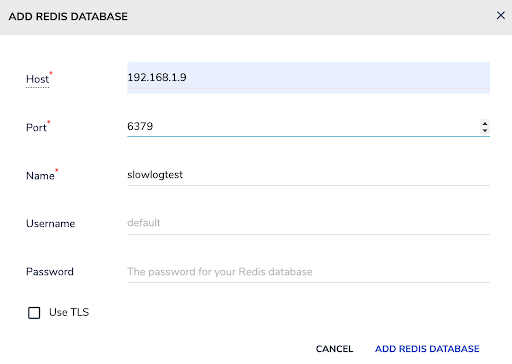 ADD REDIS DATABASE
Host* 192.168.1.9
Port* 6379
Name* slowlogtest
Username default
Password The password for your Redis database
Use TLS
CANCEL ADD REDIS DATABASE